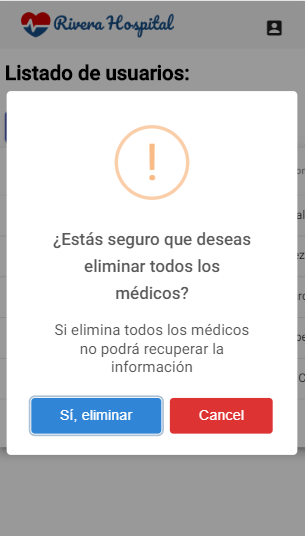 Rivera Hospital
Listado de usuarios:
!
¿Estás seguro que deseas
eliminar todos los
médicos?
Si elimina todos los médicos
no podrá recuperar la
información
Sí, eliminar
Cancel